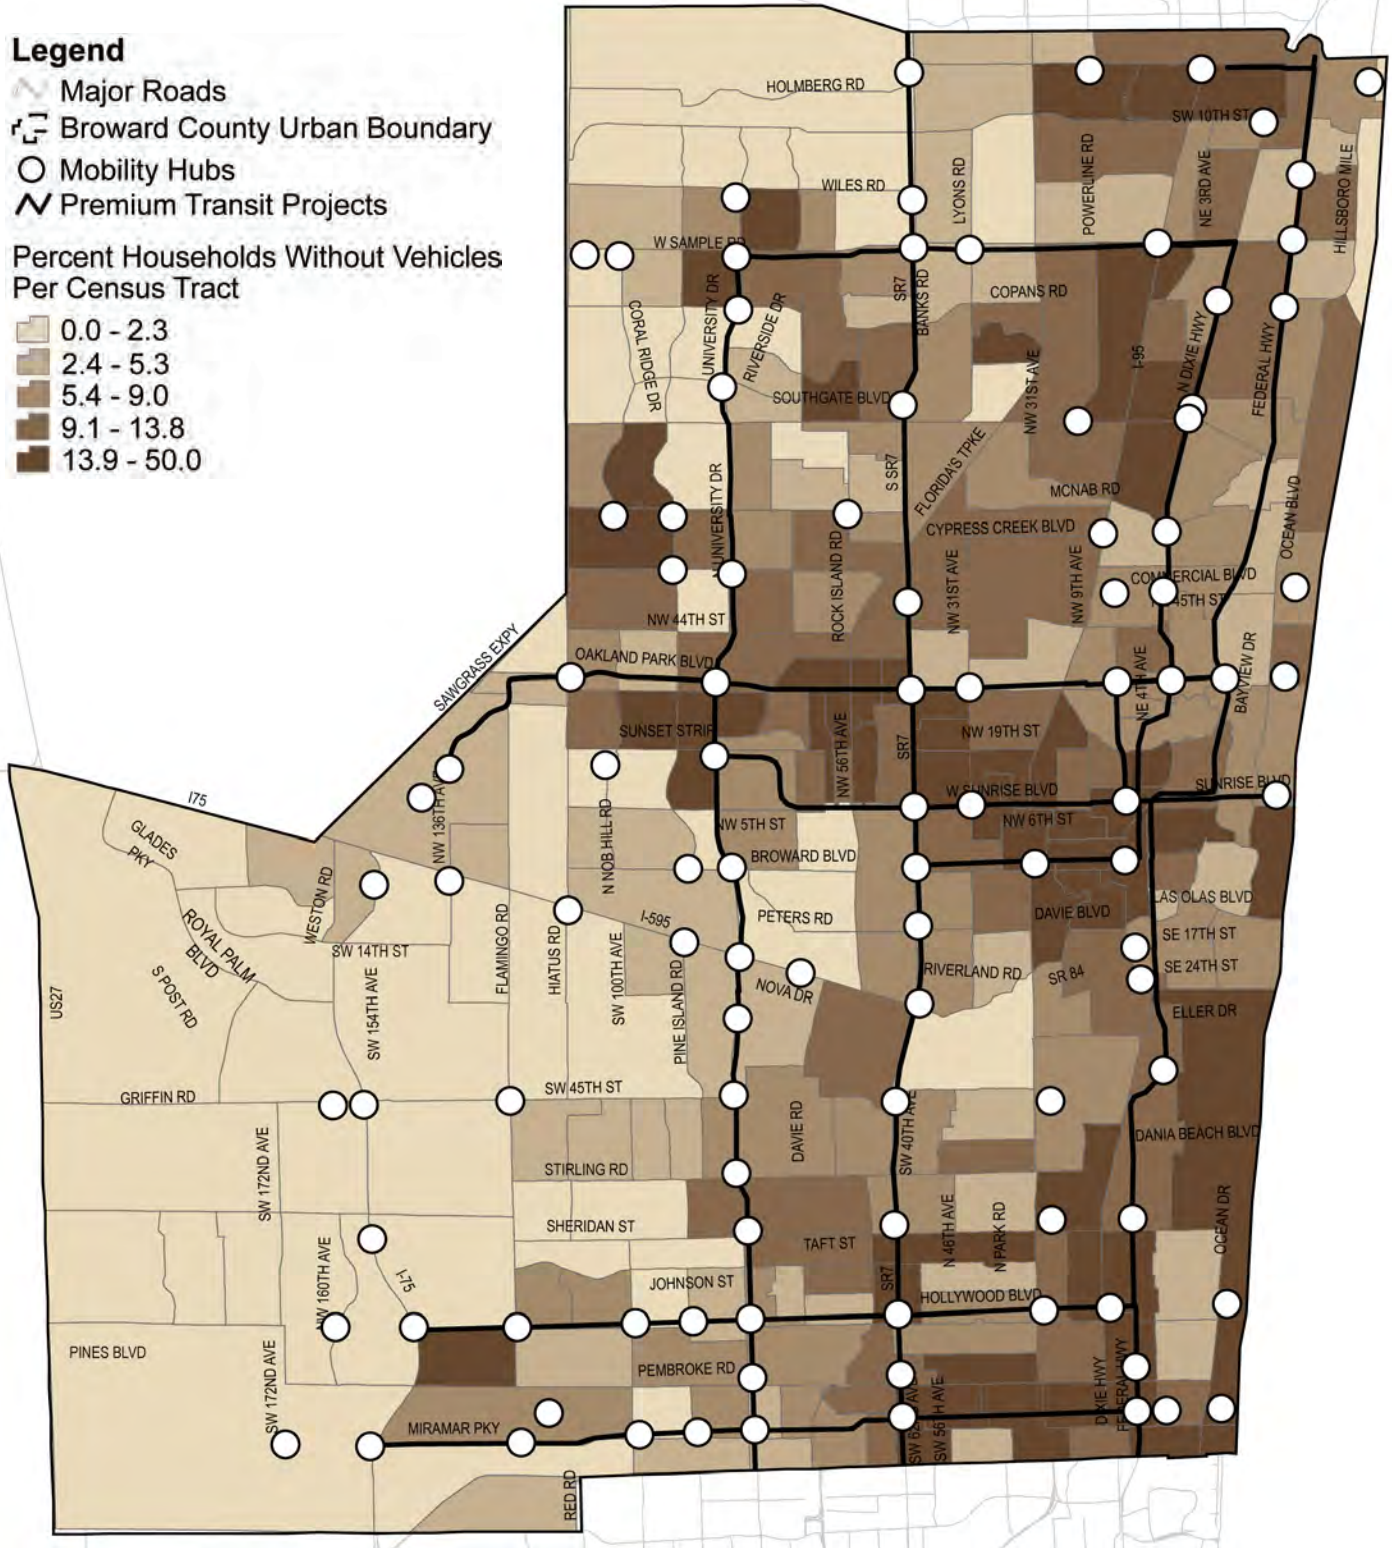 Legend
Major Roads
Broward County Urban Boundary
Mobility Hubs
Premium Transit Projects
Percent Households Without Vehicles
Per Census Tract
0.0 - 2.3
2.4 - 5.3
5.4 - 9.0
9.1 - 13.8
13.9 - 50.0
HOLMBERG RD
SW 10TH ST
WILES RD
LYONS RD
POWERLINE RD
NE 3RD AVE
HILLSBORO MILE
W SAMPLE RD
SR7
BANKS RD
COPANS RD
CORAL RIDGE DR
UNIVERSITY DR
RIVERSIDE DR
NW 31ST AVE
I-95
N DIXIE HWY
FEDERAL HWY
SOUTHGATE BLVD
S SR7
FLORIDA'S TPKE
MCNAB RD
N UNIVERSITY DR
ROCK ISLAND RD
CYPRESS CREEK BLVD
OCEAN BLVD
NW 31ST AVE
NW 9TH AVE
COMMERCIAL BLVD
45TH ST
NW 44TH ST
SAWGRASS EXPY
OAKLAND PARK BLVD
NE 4TH AVE
BAYVIEW DR
SUNSET STRIP
NW 56TH AVE
SR7
NW 19TH ST
I75
NW 136TH AVE
N NOB HILL RD
W SUNRISE BLVD
SUNRISE BLVD
NW 5TH ST
NW 6TH ST
GLADES
PKY
BROWARD BLVD
WESTON RD
I-595
PETERS RD
DAVIE BLVD
LAS OLAS BLVD
ROYAL PALM
BLVD
SW 14TH ST
FLAMINGO RD
HIATUS RD
SW 100TH AVE
PINE ISLAND RD
SE 17TH ST
S POST RD
NOVA DR
RIVERLAND RD
SR 84
SE 24TH ST
US27
SW 154TH AVE
ELLER DR
GRIFFIN RD
SW 45TH ST
SW 172ND AVE
DAVIE RD
SW 40TH AVE
DANIA BEACH BLVD
STIRLING RD
SHERIDAN ST
N 46TH AVE
N PARK RD
OCEAN DR
NW 160TH AVE
I-75
TAFT ST
JOHNSON ST
SR7
HOLLYWOOD BLVD
PINES BLVD
SW 172ND AVE
PEMBROKE RD
DIXIE HWY
FEDERAL HWY
MIRAMAR PKY
SW 56TH AVE
RED RD